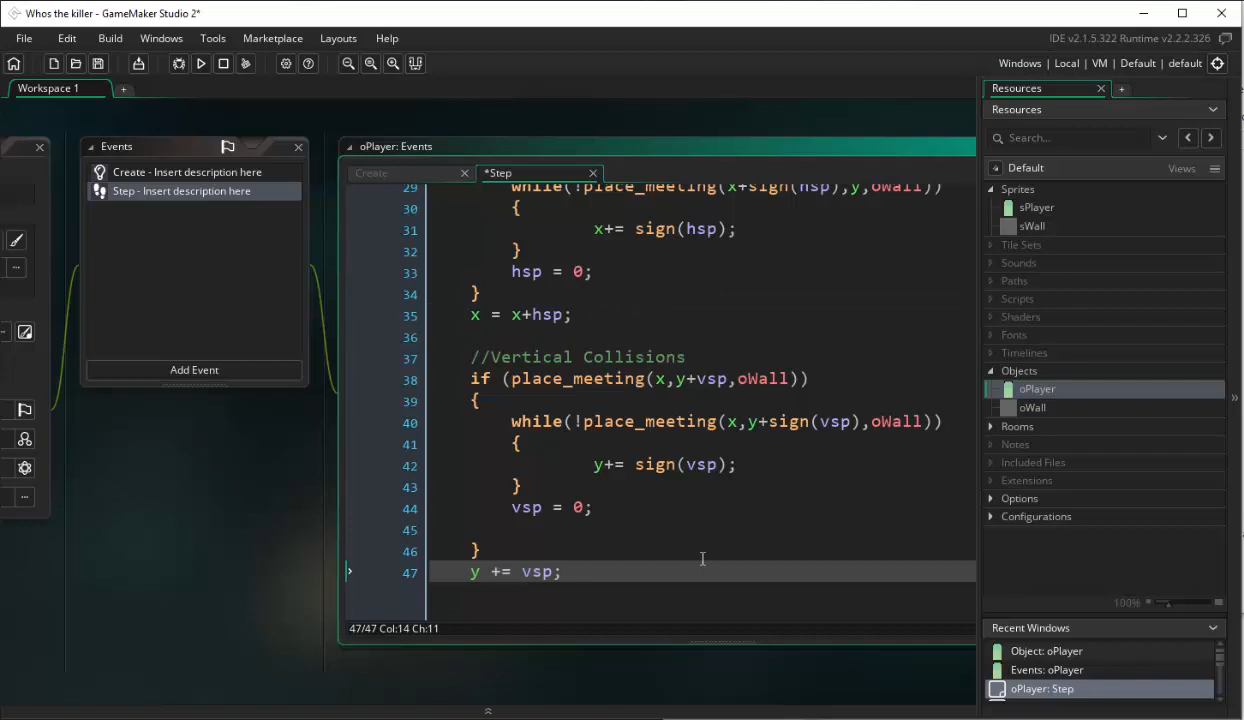 Whos the killer - GameMaker Studio 2*
File Edit Build Windows Tools Marketplace Layouts Help
IDE v2.1.5.322 Runtime v2.2.2.326
Windows | Local | VM | Default | default
Workspace 1
Events
Create - Insert description here
Step - Insert description here
Add Event
oPlayer: Events
Create
*Step
29 while(!place_meeting(x+sign(hsp),y,oWall))
30 {
31 x+= sign(hsp);
32 }
33 hsp = 0;
34 }
35 x = x+hsp;
36
37 //Vertical Collisions
38 if (place_meeting(x,y+vsp,oWall))
39 {
40 while(!place_meeting(x,y+sign(vsp),oWall))
41 {
42 y+= sign(vsp);
43 }
44 vsp = 0;
45
46 }
47 y += vsp;
47/47 Col:14 Ch:11
Resources
Resources
Search...
Default
Views
Sprites
sPlayer
sWall
Tile Sets
Sounds
Paths
Scripts
Shaders
Fonts
Timelines
Objects
oPlayer
oWall
Rooms
Notes
Included Files
Extensions
Options
Configurations
100%
Recent Windows
Object: oPlayer
Events: oPlayer
oPlayer: Step